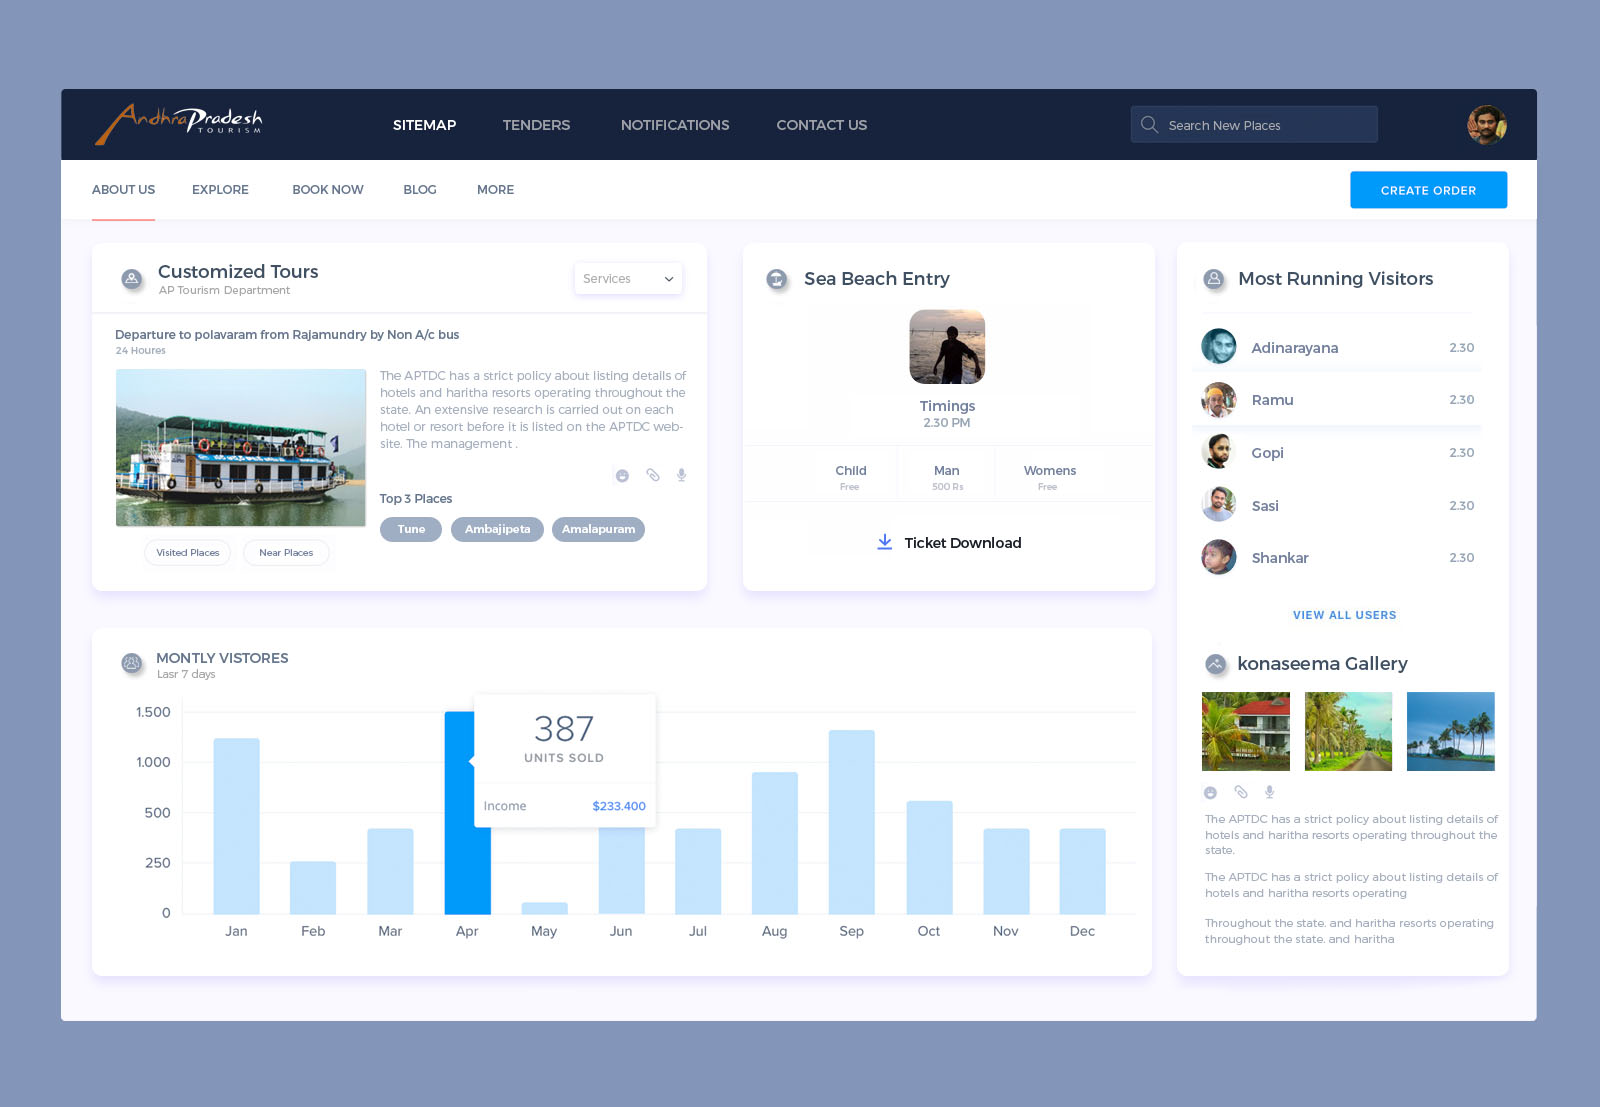 AndhraPradesh
TOURISM
SITEMAP
TENDERS
NOTIFICATIONS
CONTACT US
Search New Places
ABOUT US
EXPLORE
BOOK NOW
BLOG
MORE
CREATE ORDER
Customized Tours
AP Tourism Department
Services
Departure to polavaram from Rajamundry by Non A/c bus
24 Houres
The APTDC has a strict policy about listing details of
hotels and haritha resorts operating throughout the
state. An extensive research is carried out on each
hotel or resort before it is listed on the APTDC web-
site. The management .
Top 3 Places
Tune
Ambajipeta
Amalapuram
Visited Places
Near Places
Sea Beach Entry
Timings
2.30 PM
Child
Free
Man
500 Rs
Womens
Free
Ticket Download
Most Running Visitors
Adinarayana 2.30
Ramu 2.30
Gopi 2.30
Sasi 2.30
Shankar 2.30
VIEW ALL USERS
konaseema Gallery
The APTDC has a strict policy about listing details of
hotels and haritha resorts operating throughout the
state.
The APTDC has a strict policy about listing details of
hotels and haritha resorts operating
Throughout the state. and haritha resorts operating
throughout the state. and haritha
MONTLY VISTORES
Lasr 7 days
1.500
1.000
500
250
0
387
UNITS SOLD
Income $233.400
Jan Feb Mar Apr May Jun Jul Aug Sep Oct Nov Dec